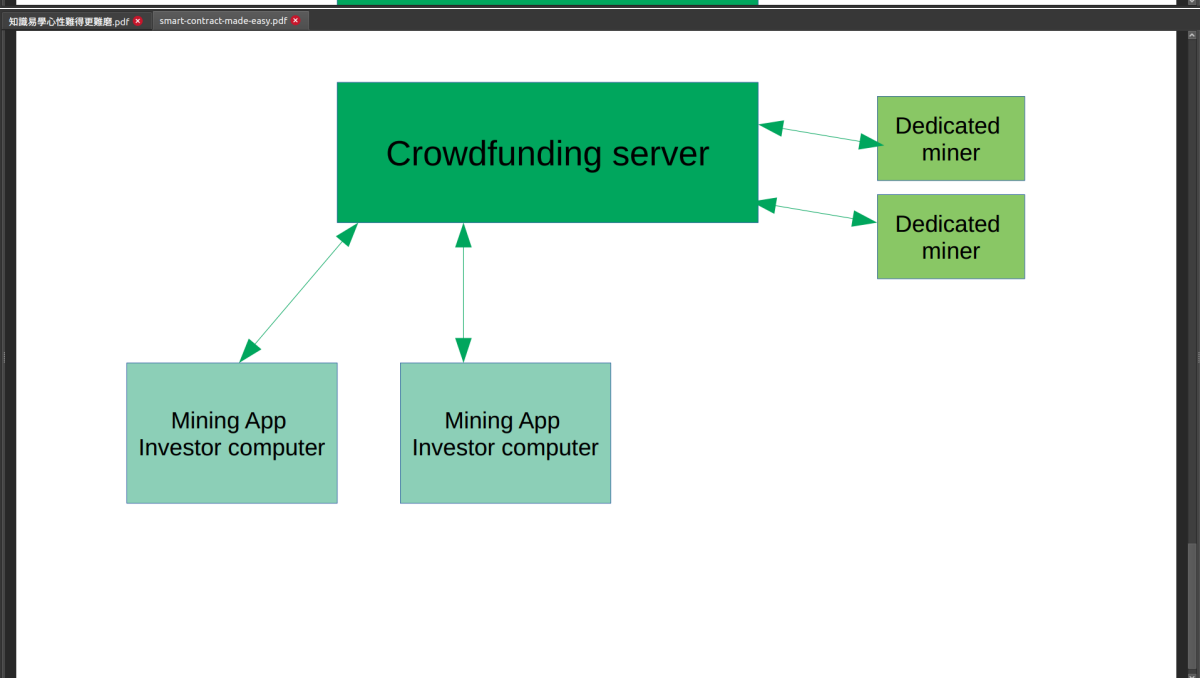 知識易學心性難得更難磨.pdf
smart-contract-made-easy.pdf
Crowdfunding server
Dedicated
miner
Dedicated
miner
Mining App
Investor computer
Mining App
Investor computer